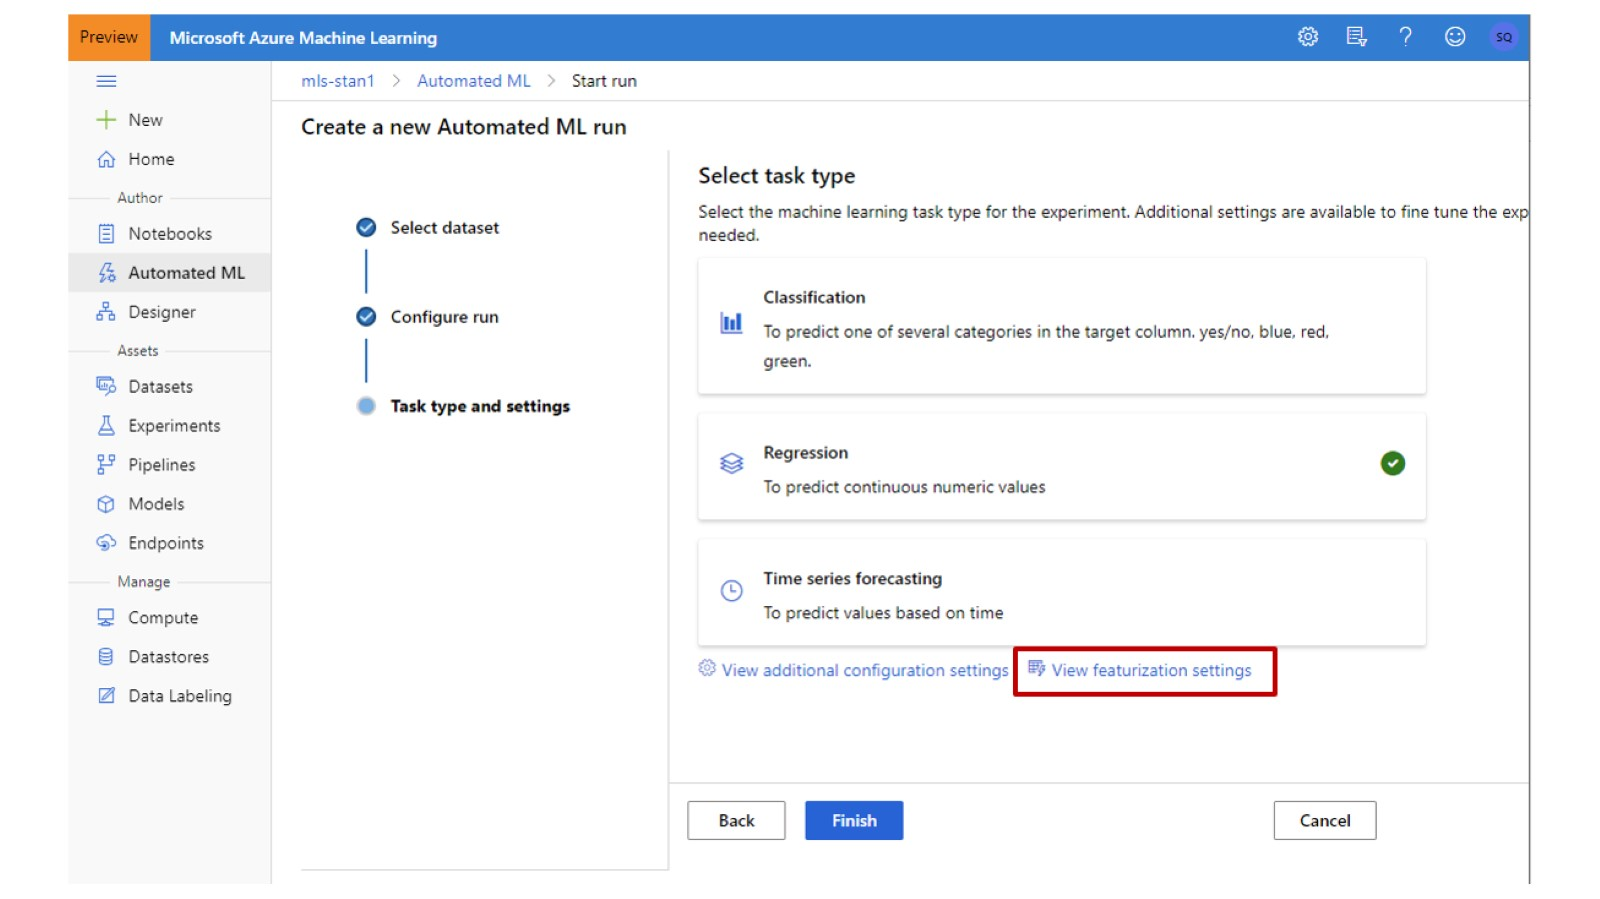 Preview
Microsoft Azure Machine Learning
?
SQ
mls-stan1 > Automated ML > Start run
New
Home
Author
Notebooks
Automated ML
Designer
Assets
Datasets
Experiments
Pipelines
Models
Endpoints
Manage
Compute
Datastores
Data Labeling
Create a new Automated ML run
Select dataset
Configure run
Task type and settings
Select task type
Select the machine learning task type for the experiment. Additional settings are available to fine tune the exp
needed.
Classification
To predict one of several categories in the target column. yes/no, blue, red,
green.
Regression
To predict continuous numeric values
Time series forecasting
To predict values based on time
View additional configuration settings
View featurization settings
Back
Finish
Cancel